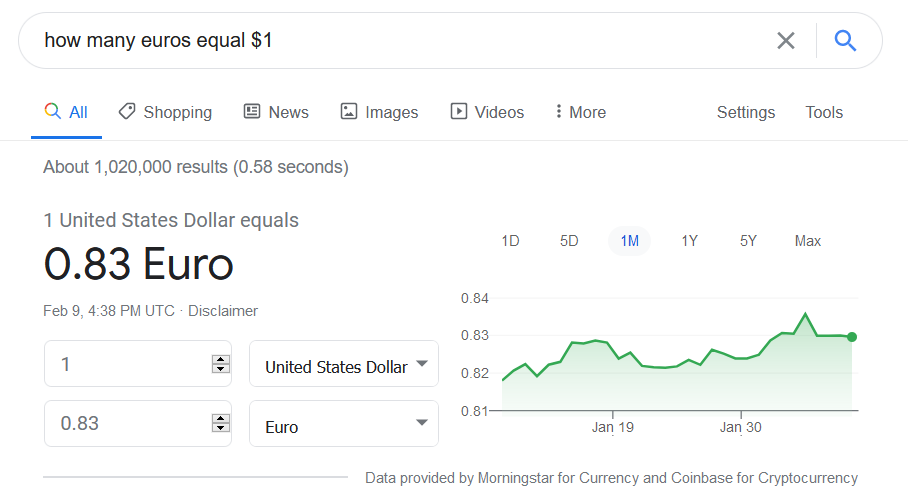 how many euros equal $1
All Shopping News Images Videos More Settings Tools
About 1,020,000 results (0.58 seconds)
1 United States Dollar equals
0.83 Euro
Feb 9, 4:38 PM UTC · Disclaimer
1 United States Dollar
0.83 Euro
1D 5D 1M 1Y 5Y Max
0.84
0.83
0.82
0.81
Jan 19 Jan 30
Data provided by Morningstar for Currency and Coinbase for Cryptocurrency